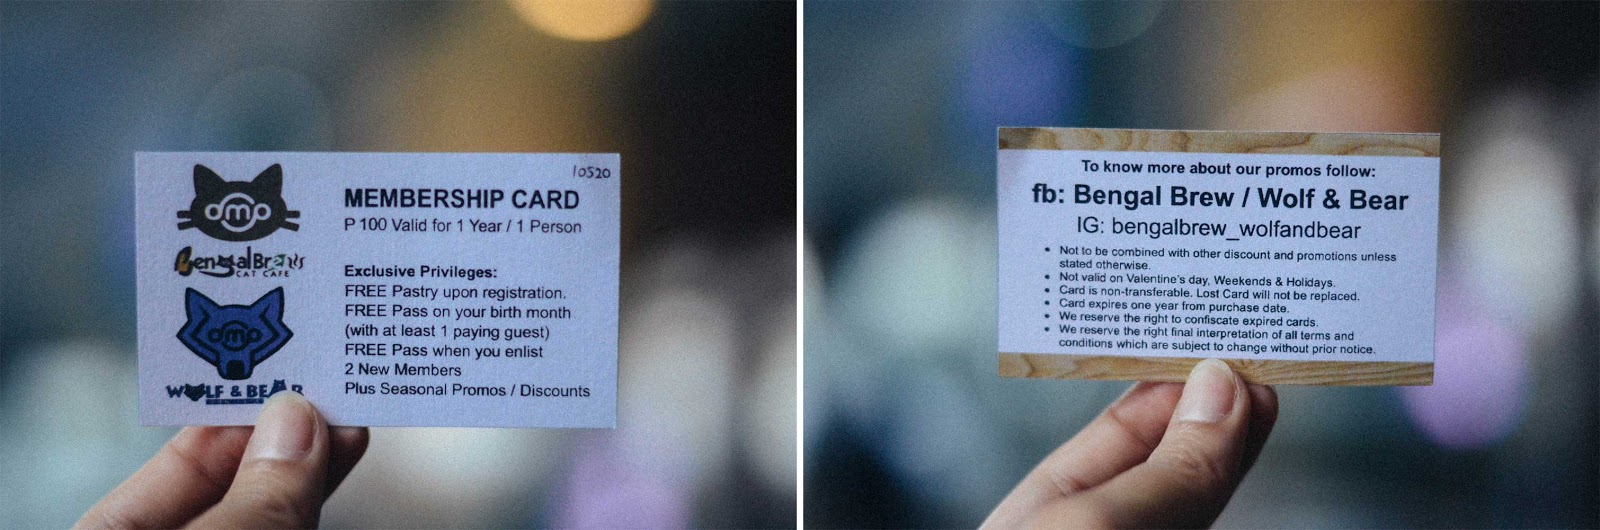 10520
omo
Bengal Brews
CAT CAFE
omo
WOLF & BEAR
MEMBERSHIP CARD
P 100 Valid for 1 Year / 1 Person
Exclusive Privileges:
FREE Pastry upon registration.
FREE Pass on your birth month
(with at least 1 paying guest)
FREE Pass when you enlist
2 New Members
Plus Seasonal Promos / Discounts
To know more about our promos follow:
fb: Bengal Brew / Wolf & Bear
IG: bengalbrew_wolfandbear
• Not to be combined with other discount and promotions unless
stated otherwise.
• Not valid on Valentine's day, Weekends & Holidays.
• Card is non-transferable. Lost Card will not be replaced.
• Card expires one year from purchase date.
• We reserve the right to confiscate expired cards.
• We reserve the right final interpretation of all terms and
conditions which are subject to change without prior notice.